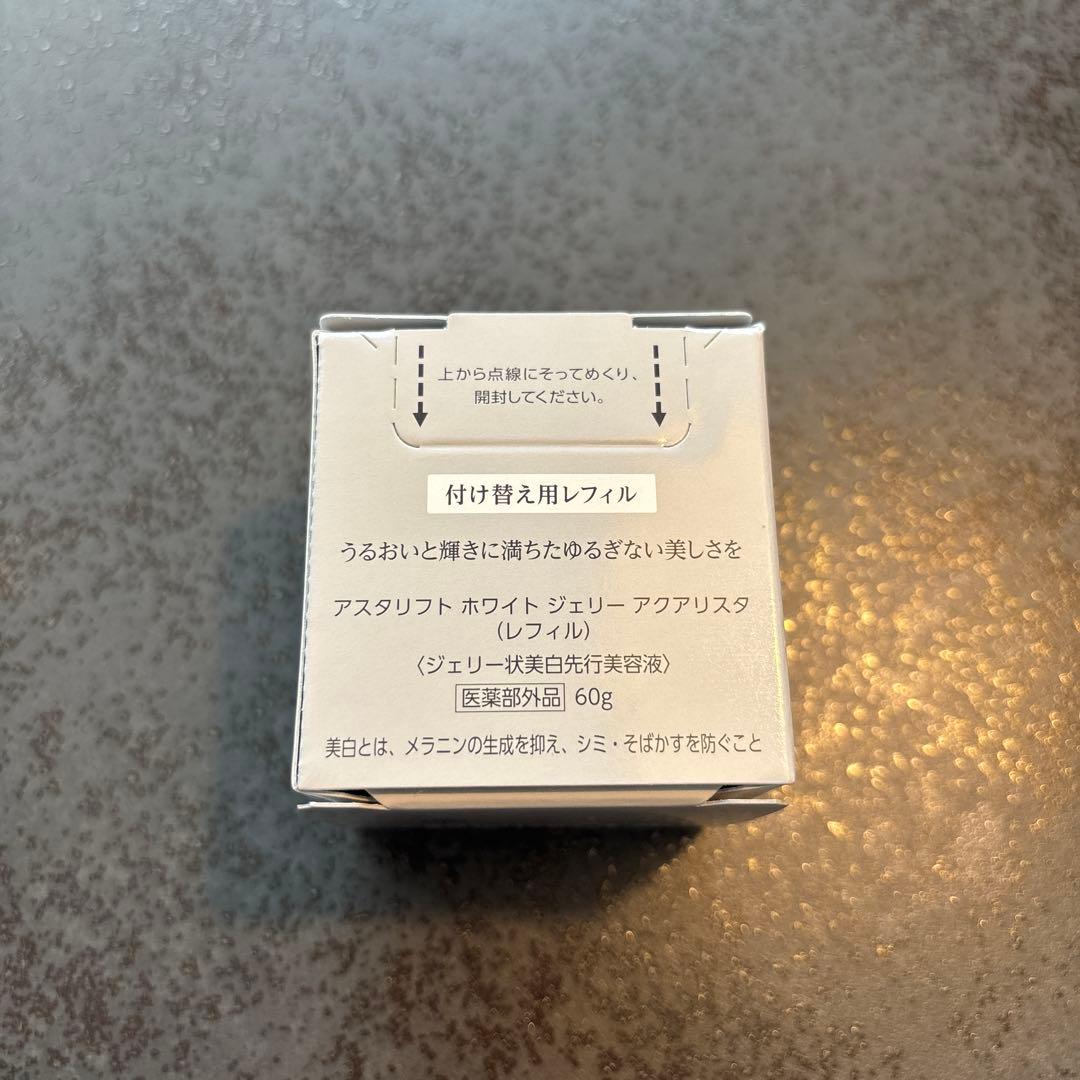 上から点線にそってめくり、
開封してください。
付け替え用レフィル
うるおいと輝きに満ちたゆるぎない美しさを
アスタリフト ホワイト ジェリー アクアリスタ
（レフィル）
〈ジェリー状美白先行美容液〉
医薬部外品 60g
美白とは、メラニンの生成を抑え、シミ・そばかすを防ぐこと